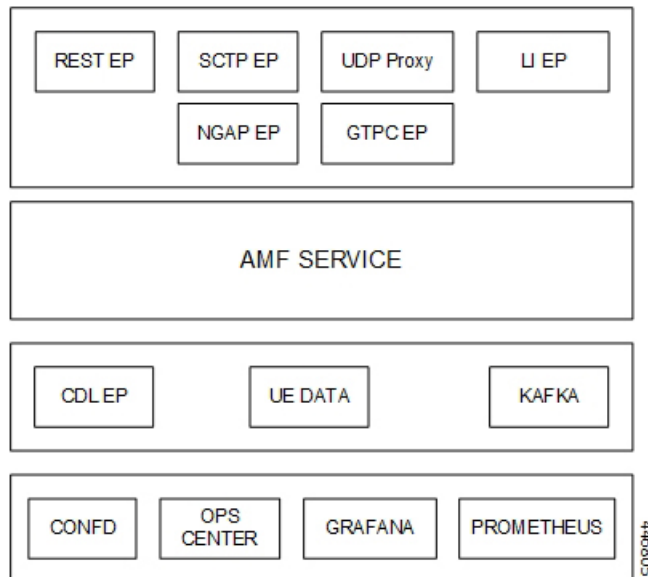 REST EP
SCTP EP
UDP Proxy
LI EP
NGAP EP
GTPC EP
AMF SERVICE
CDL EP
UE DATA
KAFKA
CONFD
OPS
CENTER
GRAFANA
PROMETHEUS
446805